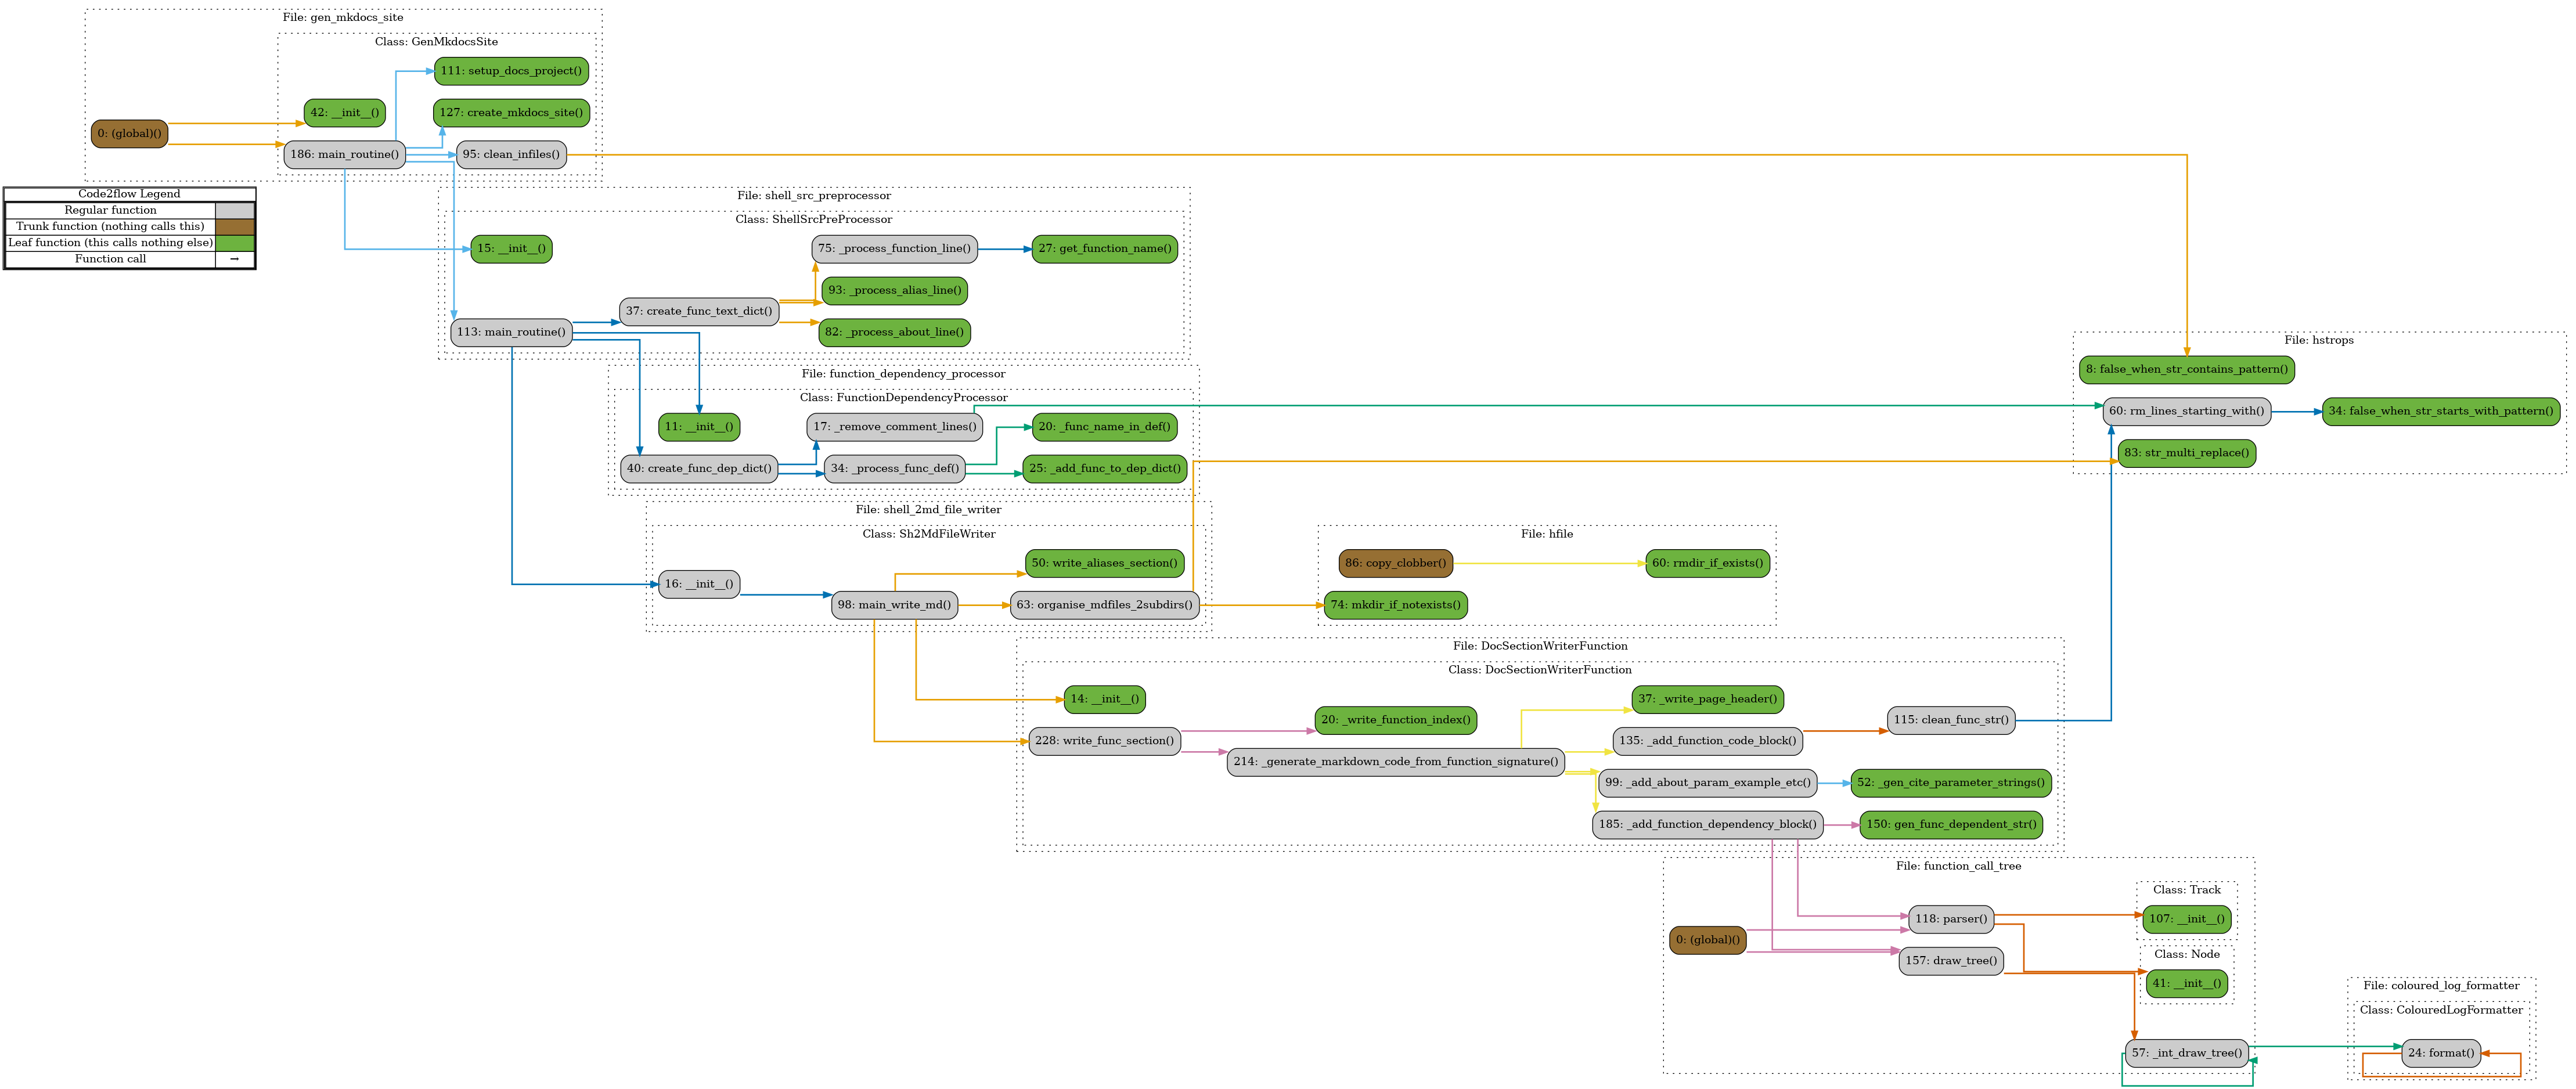 File: gen_mkdocs_site
Class: GenMkdocsSite
111: setup_docs_project()
42: __init__()
127: create_mkdocs_site()
0: (global)()
186: main_routine()
95: clean_infiles()
Code2flow Legend
Regular function
Trunk function (nothing calls this)
Leaf function (this calls nothing else)
Function call →
File: shell_src_preprocessor
Class: ShellSrcPreProcessor
15: __init__()
75: _process_function_line()
27: get_function_name()
93: _process_alias_line()
37: create_func_text_dict()
113: main_routine()
82: _process_about_line()
File: function_dependency_processor
Class: FunctionDependencyProcessor
11: __init__()
17: _remove_comment_lines()
20: _func_name_in_def()
40: create_func_dep_dict()
34: _process_func_def()
25: _add_func_to_dep_dict()
File: hstrops
8: false_when_str_contains_pattern()
60: rm_lines_starting_with()
34: false_when_str_starts_with_pattern()
83: str_multi_replace()
File: shell_2md_file_writer
Class: Sh2MdFileWriter
50: write_aliases_section()
16: __init__()
98: main_write_md()
63: organise_mdfiles_2subdirs()
File: hfile
86: copy_clobber()
60: rmdir_if_exists()
74: mkdir_if_notexists()
File: DocSectionWriterFunction
Class: DocSectionWriterFunction
14: __init__()
37: _write_page_header()
20: _write_function_index()
115: clean_func_str()
228: write_func_section()
135: _add_function_code_block()
214: _generate_markdown_code_from_function_signature()
99: _add_about_param_example_etc()
52: _gen_cite_parameter_strings()
185: _add_function_dependency_block()
150: gen_func_dependent_str()
File: function_call_tree
Class: Track
118: parser()
107: __init__()
0: (global)()
157: draw_tree()
Class: Node
41: __init__()
57: _int_draw_tree()
File: coloured_log_formatter
Class: ColouredLogFormatter
24: format()